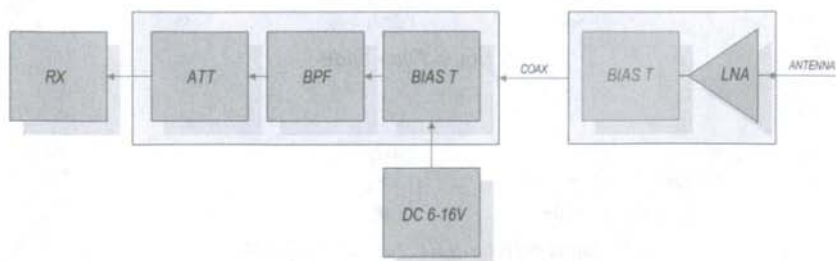 RX
ATT
BPF
BIAS T
COAX
BIAS T
LNA
ANTENNA
DC 6-16V